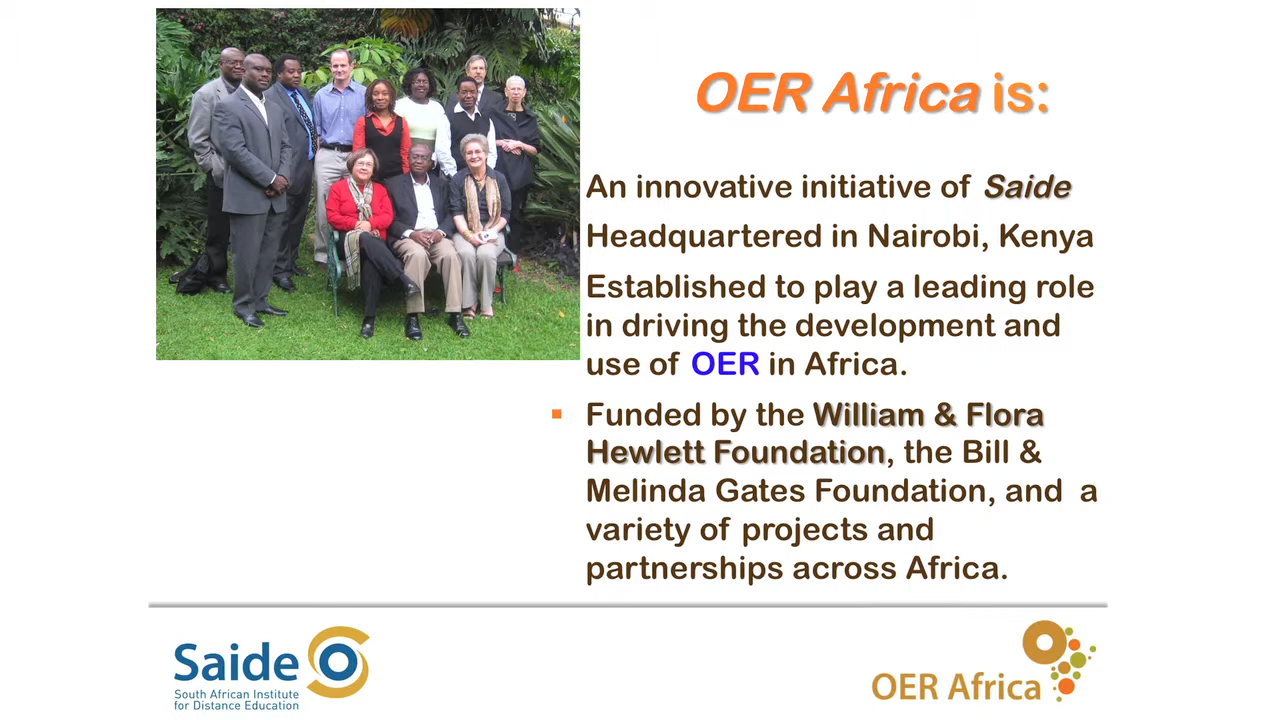 OER Africa is:
An innovative initiative of Saide
Headquartered in Nairobi, Kenya
Established to play a leading role
in driving the development and
use of OER in Africa.
▪ Funded by the William & Flora
Hewlett Foundation, the Bill &
Melinda Gates Foundation, and a
variety of projects and
partnerships across Africa.
Saide
South African Institute
for Distance Education
OER Africa